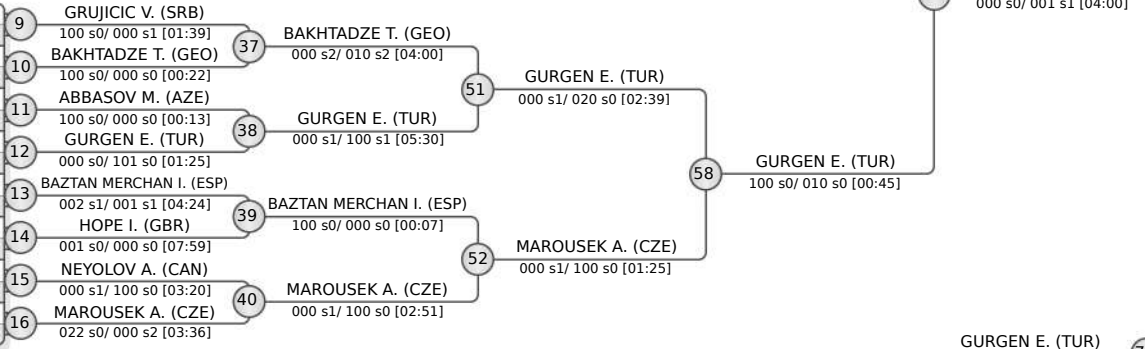 000 s0/ 001 s1 [04:00]
9
GRUJICIC V. (SRB)
100 s0/ 000 s1 [01:39]
37
BAKHTADZE T. (GEO)
000 s2/ 010 s2 [04:00]
10
BAKHTADZE T. (GEO)
100 s0/ 000 s0 [00:22]
51
GURGEN E. (TUR)
000 s1/ 020 s0 [02:39]
11
ABBASOV M. (AZE)
100 s0/ 000 s0 [00:13]
38
GURGEN E. (TUR)
000 s1/ 100 s1 [05:30]
12
GURGEN E. (TUR)
000 s0/ 101 s0 [01:25]
58
GURGEN E. (TUR)
100 s0/ 010 s0 [00:45]
13
BAZTAN MERCHAN I. (ESP)
002 s1/ 001 s1 [04:24]
39
BAZTAN MERCHAN I. (ESP)
100 s0/ 000 s0 [00:07]
14
HOPE I. (GBR)
001 s0/ 000 s0 [07:59]
52
MAROUSEK A. (CZE)
000 s1/ 100 s0 [01:25]
15
NEYOLOV A. (CAN)
000 s1/ 100 s0 [03:20]
40
MAROUSEK A. (CZE)
000 s1/ 100 s0 [02:51]
16
MAROUSEK A. (CZE)
022 s0/ 000 s2 [03:36]
GURGEN E. (TUR)